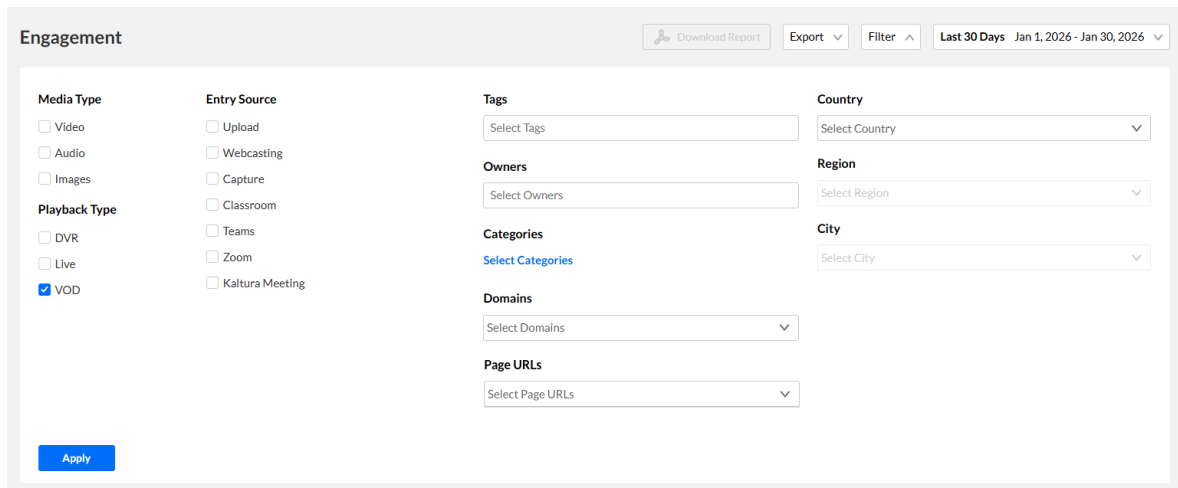 Engagement
Download Report
Export
Filter
Last 30 Days Jan 1, 2026 - Jan 30, 2026
Media Type
Video
Audio
Images
Playback Type
DVR
Live
VOD
Entry Source
Upload
Webcasting
Capture
Classroom
Teams
Zoom
Kaltura Meeting
Tags
Select Tags
Owners
Select Owners
Categories
Select Categories
Domains
Select Domains
Page URLs
Select Page URLs
Country
Select Country
Region
Select Region
City
Select City
Apply